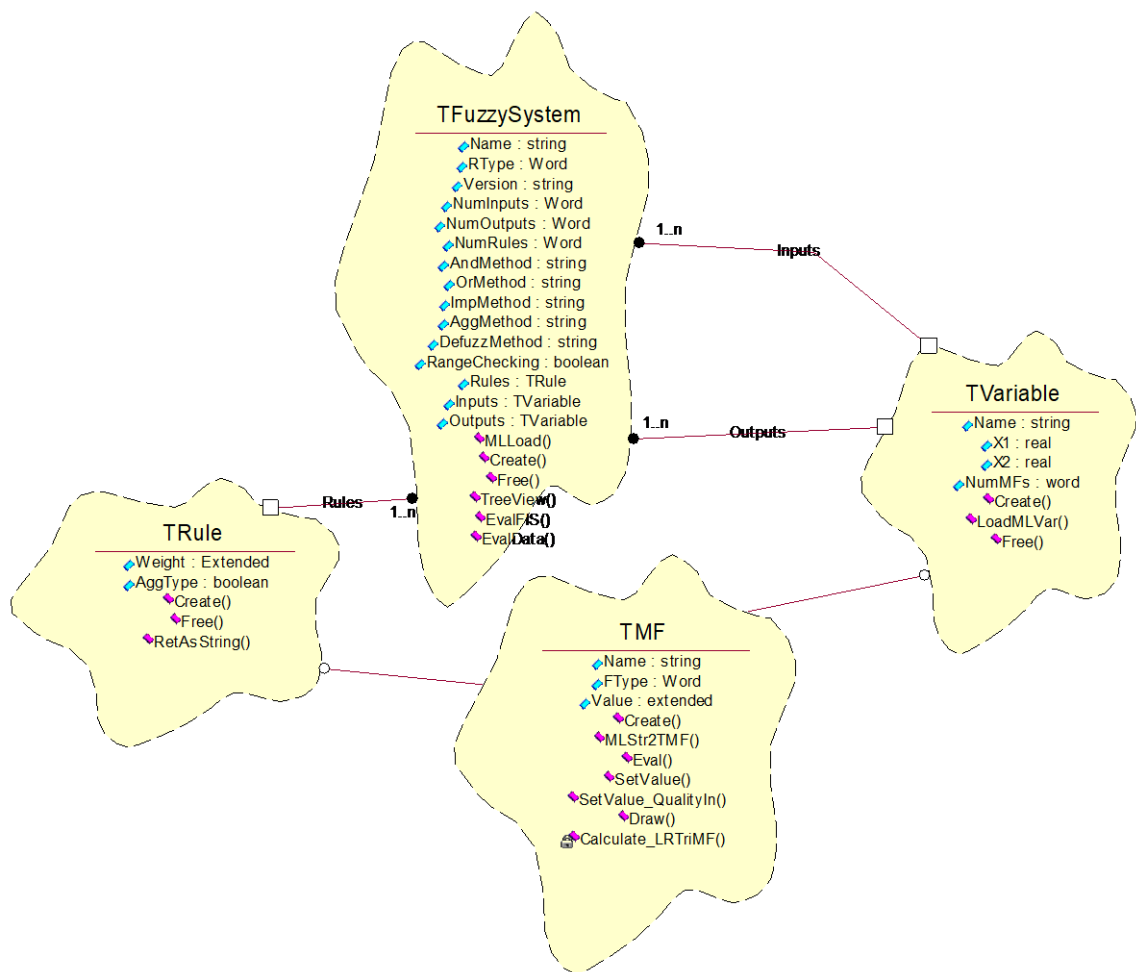 TFuzzySystem
Name : string
RType : Word
Version : string
NumInputs : Word
NumOutputs : Word
NumRules : Word
AndMethod : string
OrMethod : string
ImpMethod : string
AggMethod : string
DefuzzMethod : string
RangeChecking : boolean
Rules : TRule
Inputs : TVariable
Outputs : TVariable
MLLoad()
Create()
Free()
TreeView()
EvalFIS()
EvalData()
1..n
Inputs
1..n
Outputs
Rules
1..n
TVariable
Name : string
X1 : real
X2 : real
NumMFs : word
Create()
LoadMLVar()
Free()
TRule
Weight : Extended
AggType : boolean
Create()
Free()
RetAsString()
TMF
Name : string
FType : Word
Value : extended
Create()
MLStr2TMF()
Eval()
SetValue()
SetValue_QualityIn()
Draw()
Calculate_LRTriMF()